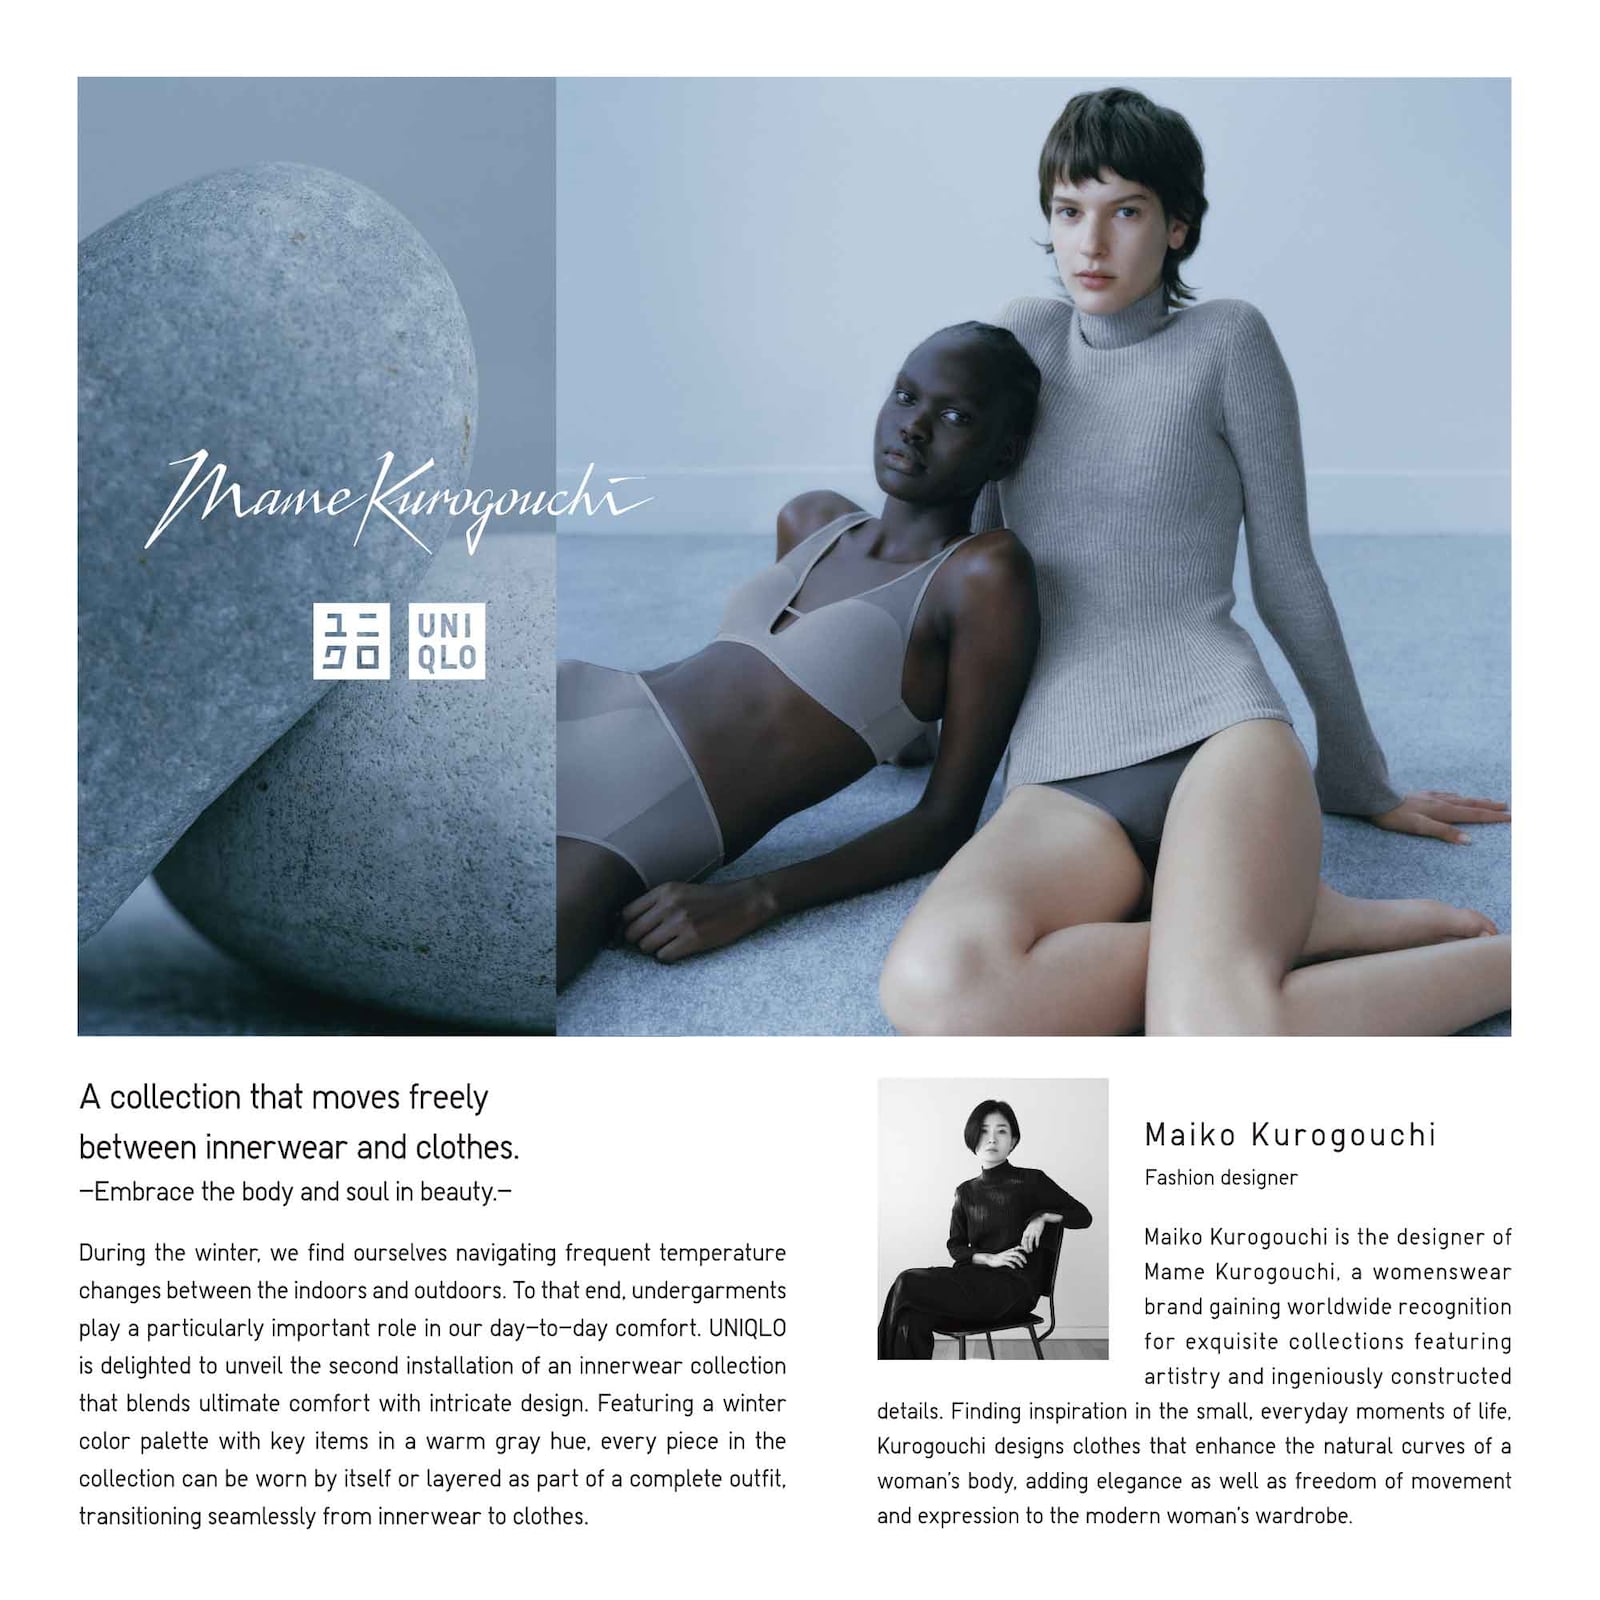 Mame Kurogouchi
ユニ
クロ
UNI
QLO
A collection that moves freely
between innerwear and clothes.
—Embrace the body and soul in beauty.—
During the winter, we find ourselves navigating frequent temperature
changes between the indoors and outdoors. To that end, undergarments
play a particularly important role in our day—to—day comfort. UNIQLO
is delighted to unveil the second installation of an innerwear collection
that blends ultimate comfort with intricate design. Featuring a winter
color palette with key items in a warm gray hue, every piece in the
collection can be worn by itself or layered as part of a complete outfit,
transitioning seamlessly from innerwear to clothes.
Maiko Kurogouchi
Fashion designer
Maiko Kurogouchi is the designer of
Mame Kurogouchi, a womenswear
brand gaining worldwide recognition
for exquisite collections featuring
artistry and ingeniously constructed
details. Finding inspiration in the small, everyday moments of life,
Kurogouchi designs clothes that enhance the natural curves of a
woman's body, adding elegance as well as freedom of movement
and expression to the modern woman's wardrobe.